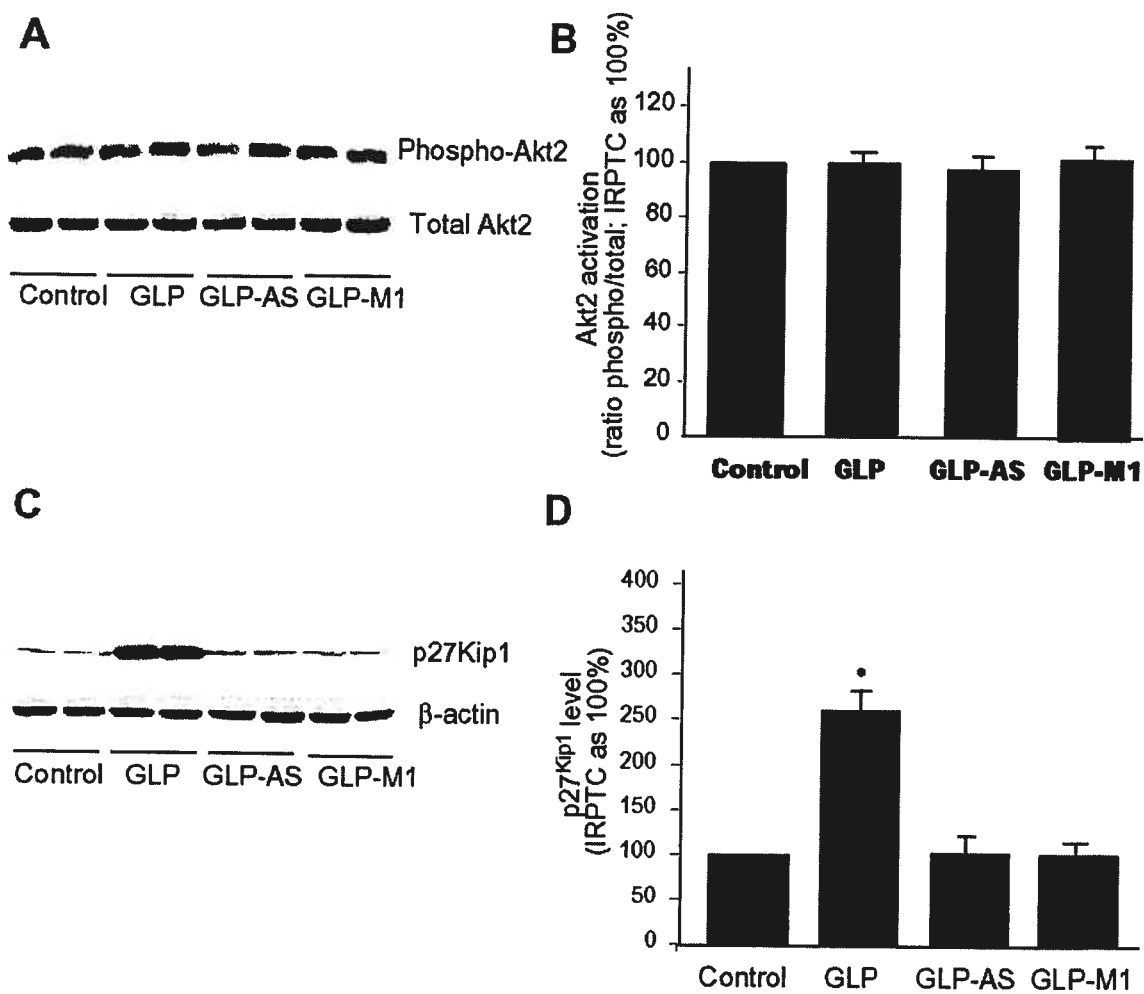 A
Phospho-Akt2
Total Akt2
Control GLP GLP-AS GLP-M1
B
Akt2 activation
(ratio phospho/total; IRPTC as 100%)
120
100
80
60
40
20
0
Control GLP GLP-AS GLP-M1
C
p27Kip1
β-actin
Control GLP GLP-AS GLP-M1
D
p27Kip1 level
(IRPTC as 100%)
400
350
300
250
200
150
100
50
0
*
Control GLP GLP-AS GLP-M1